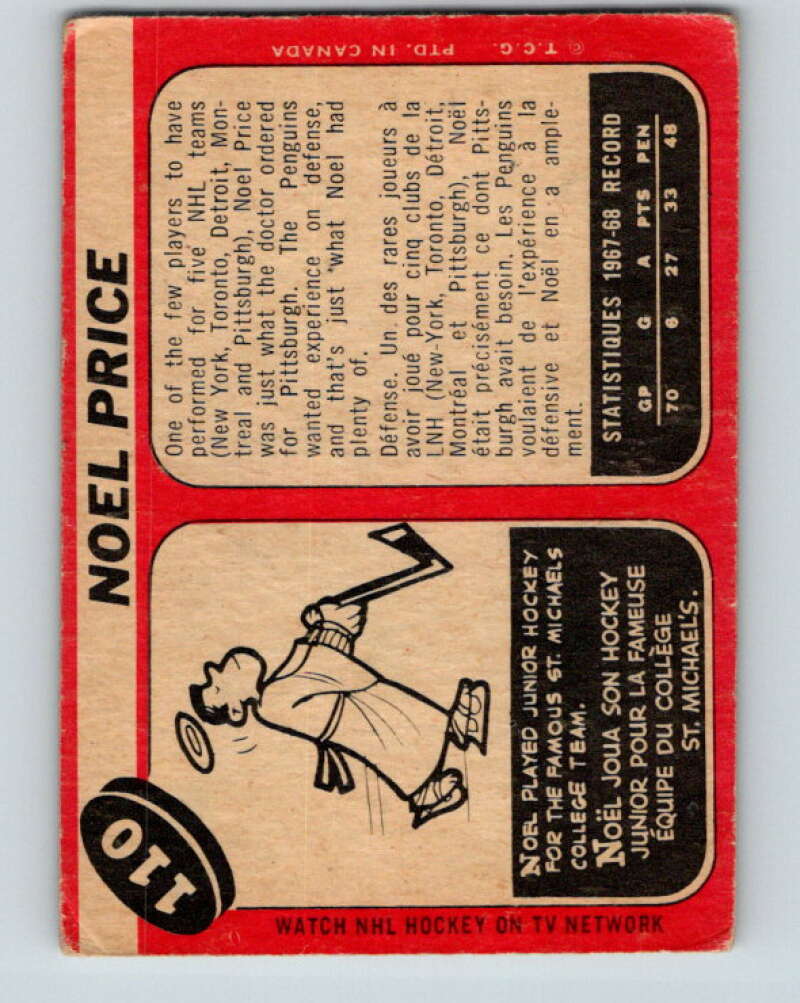 110
NOEL PRICE
NOEL PLAYED JUNIOR HOCKEY
FOR THE FAMOUS ST. MICHAELS
COLLEGE TEAM.
NOËL JOUA SON HOCKEY
JUNIOR POUR LA FAMEUSE
ÉQUIPE DU COLLÈGE
ST. MICHAEL'S.
One of the few players to have
performed for five NHL teams
(New York, Toronto, Detroit, Mon-
treal and Pittsburgh), Noel Price
was just what the doctor ordered
for Pittsburgh. The Penguins
wanted experience on defense,
and that's just what Noel had
plenty of.
Défense. Un des rares joueurs à
avoir joué pour cinq clubs de la
LNH (New-York, Toronto, Détroit,
Montréal et Pittsburgh), Noël
était précisément ce dont Pitts-
burgh avait besoin. Les Penguins
voulaient de l'expérience à la
défensive et Noël en a ample-
ment.
STATISTIQUES 1967-68 RECORD
GP G A PTS PEN
70 6 27 33 48
WATCH NHL HOCKEY ON TV NETWORK
© T.C.G. PTD. IN CANADA